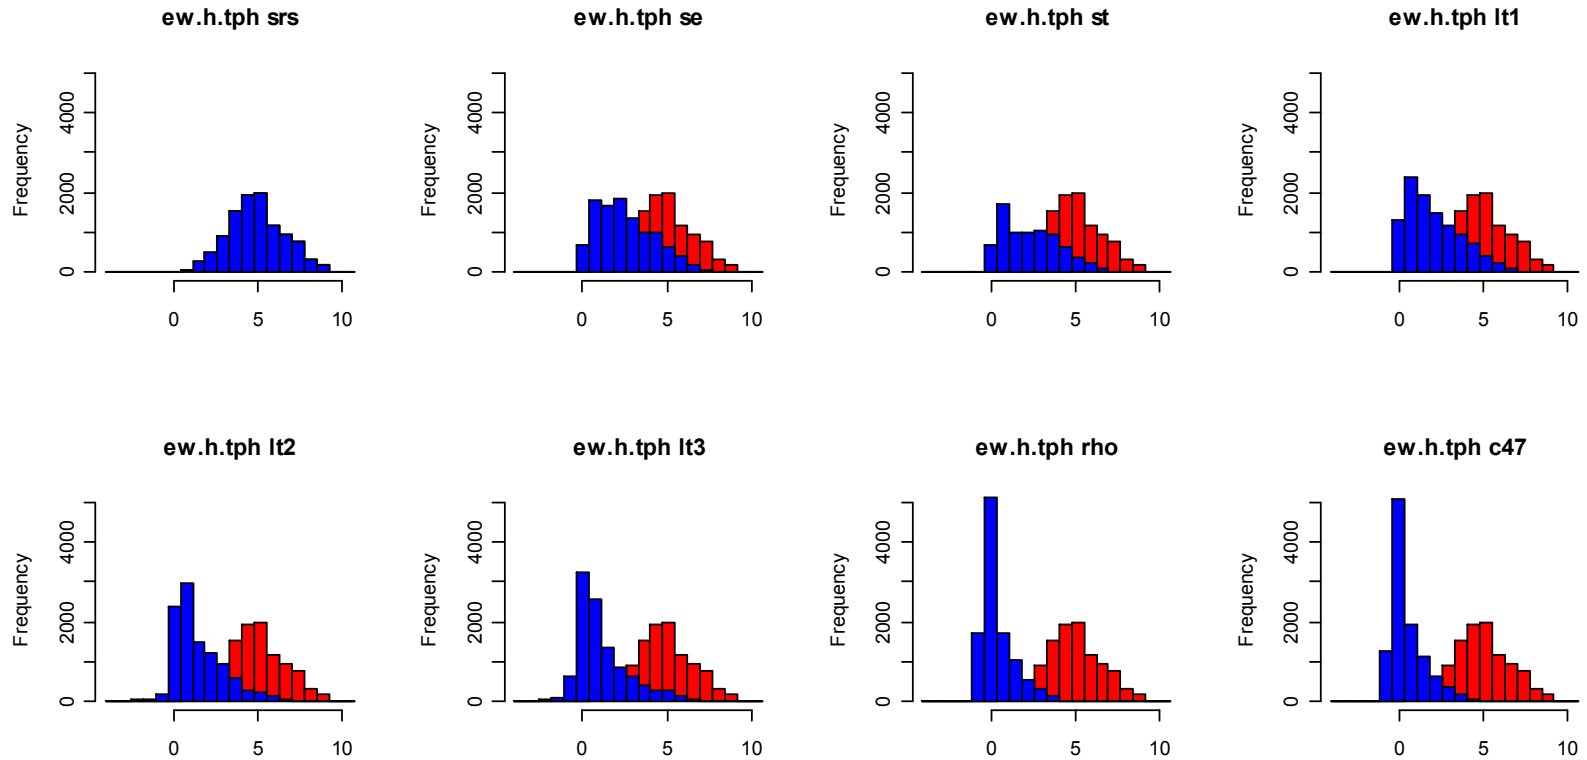 ew.h.tph srs
ew.h.tph se
ew.h.tph st
ew.h.tph lt1
Frequency
0 2000 4000
0 5 10
Frequency
0 2000 4000
0 5 10
Frequency
0 2000 4000
0 5 10
Frequency
0 2000 4000
0 5 10
ew.h.tph lt2
ew.h.tph lt3
ew.h.tph rho
ew.h.tph c47
Frequency
0 2000 4000
0 5 10
Frequency
0 2000 4000
0 5 10
Frequency
0 2000 4000
0 5 10
Frequency
0 2000 4000
0 5 10